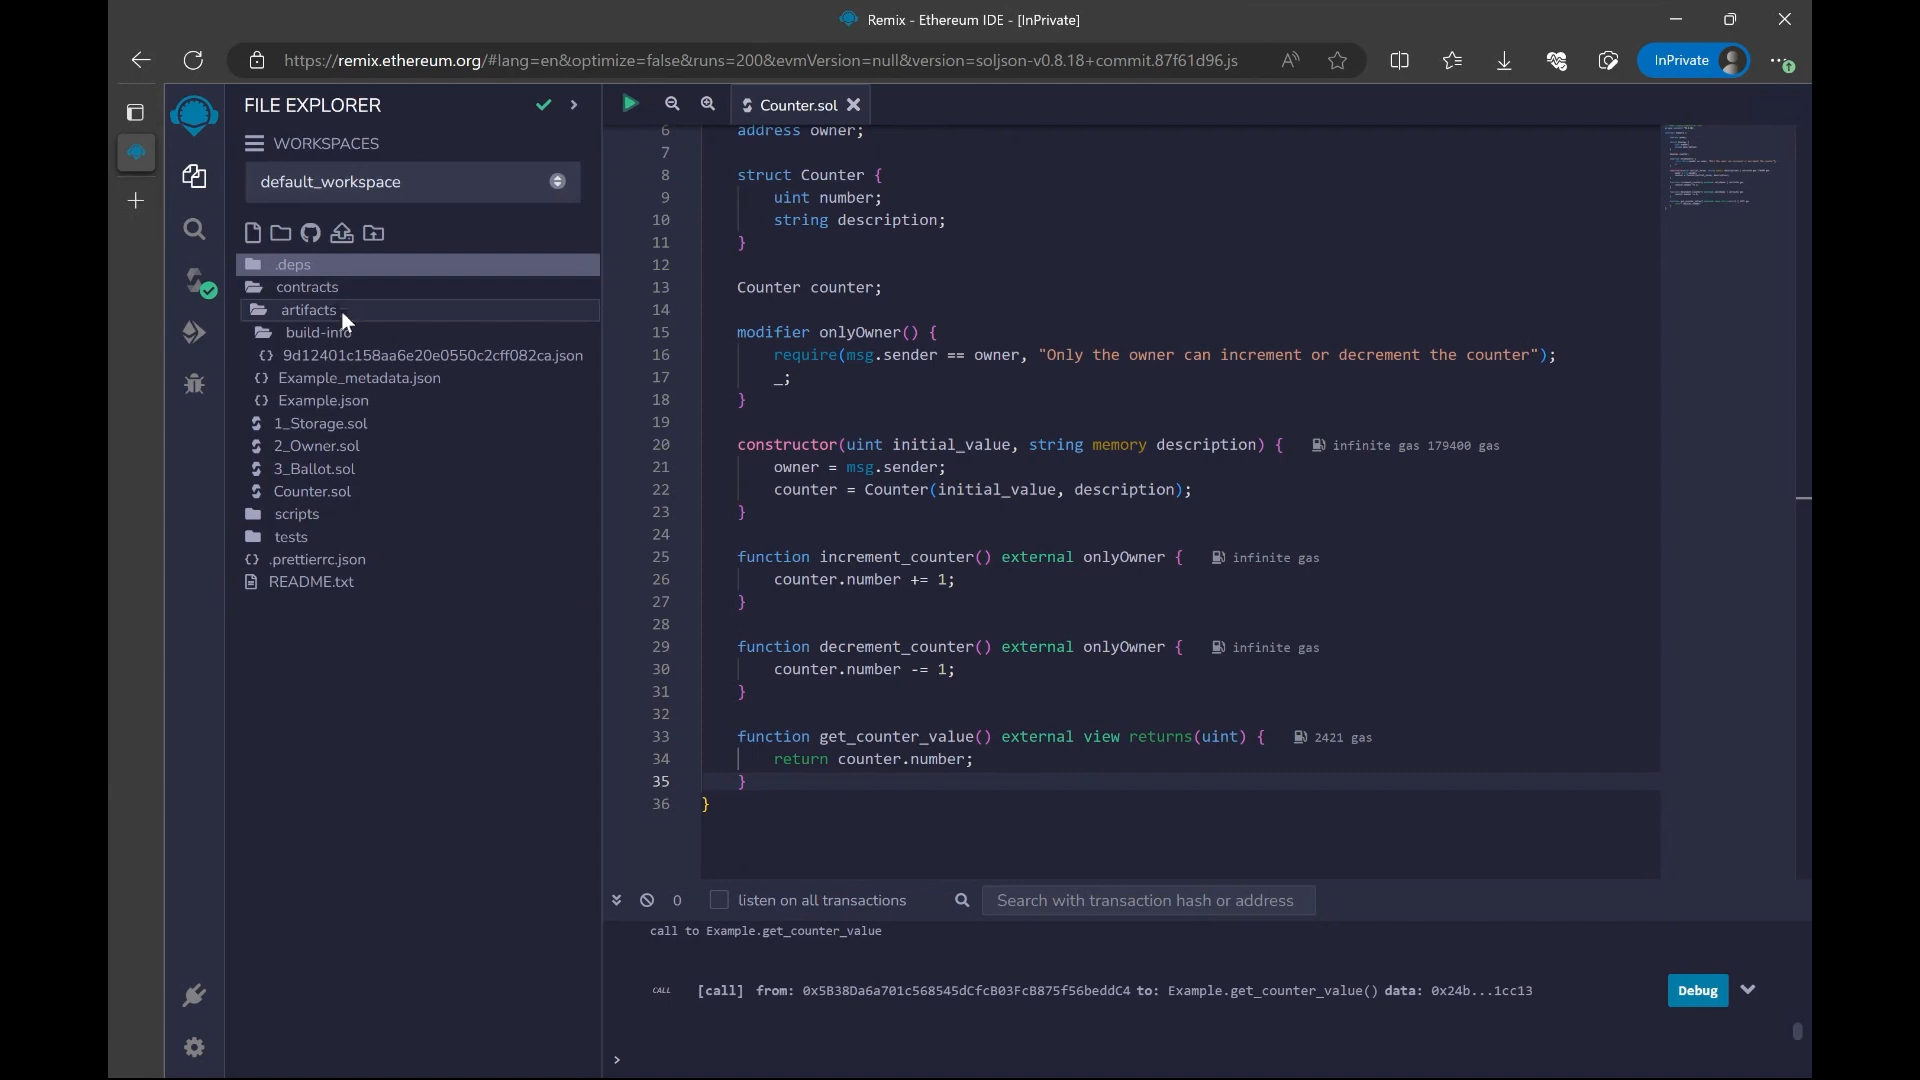 Remix - Ethereum IDE - [InPrivate]
https://remix.ethereum.org/#lang=en&optimize=false&runs=200&evmVersion=null&version=soljson-v0.8.18+commit.87f61d96.js
InPrivate
FILE EXPLORER
WORKSPACES
default_workspace
.deps
contracts
artifacts
build-info
9d12401c158aa6e20e0550c2cff082ca.json
Example_metadata.json
Example.json
1_Storage.sol
2_Owner.sol
3_Ballot.sol
Counter.sol
scripts
tests
.prettierrc.json
README.txt
Counter.sol
6 address owner;
7
8 struct Counter {
9 uint number;
10 string description;
11 }
12
13 Counter counter;
14
15 modifier onlyOwner() {
16 require(msg.sender == owner, "Only the owner can increment or decrement the counter");
17 _;
18 }
19
20 constructor(uint initial_value, string memory description) { infinite gas 179400 gas
21 owner = msg.sender;
22 counter = Counter(initial_value, description);
23 }
24
25 function increment_counter() external onlyOwner { infinite gas
26 counter.number += 1;
27 }
28
29 function decrement_counter() external onlyOwner { infinite gas
30 counter.number -= 1;
31 }
32
33 function get_counter_value() external view returns(uint) { 2421 gas
34 return counter.number;
35 }
36 }
0 listen on all transactions Search with transaction hash or address
call to Example.get_counter_value
CALL [call] from: 0x5B38Da6a701c568545dCfcB03FcB875f56beddC4 to: Example.get_counter_value() data: 0x24b...1cc13 Debug
>